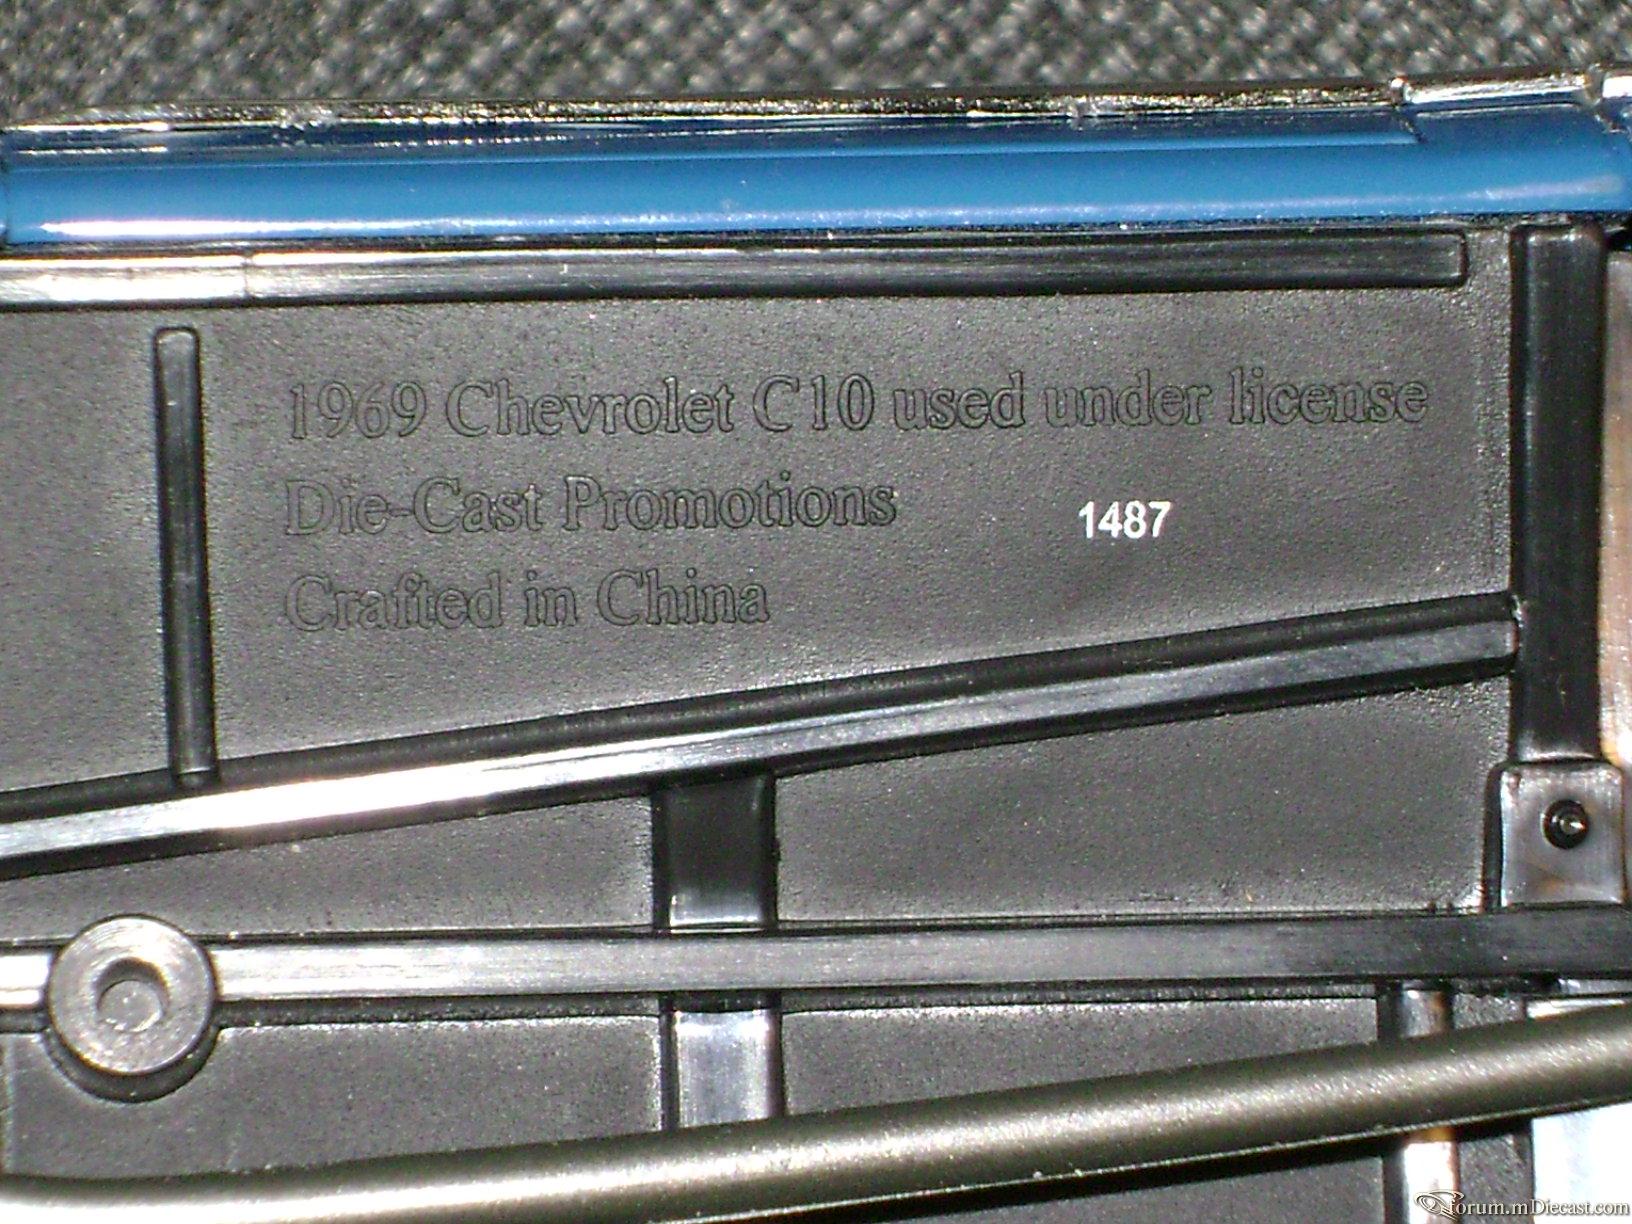 1969 Chevrolet C10 used under license
Die-Cast Promotions
1487
Crafted in China
forum.mDiecast.com